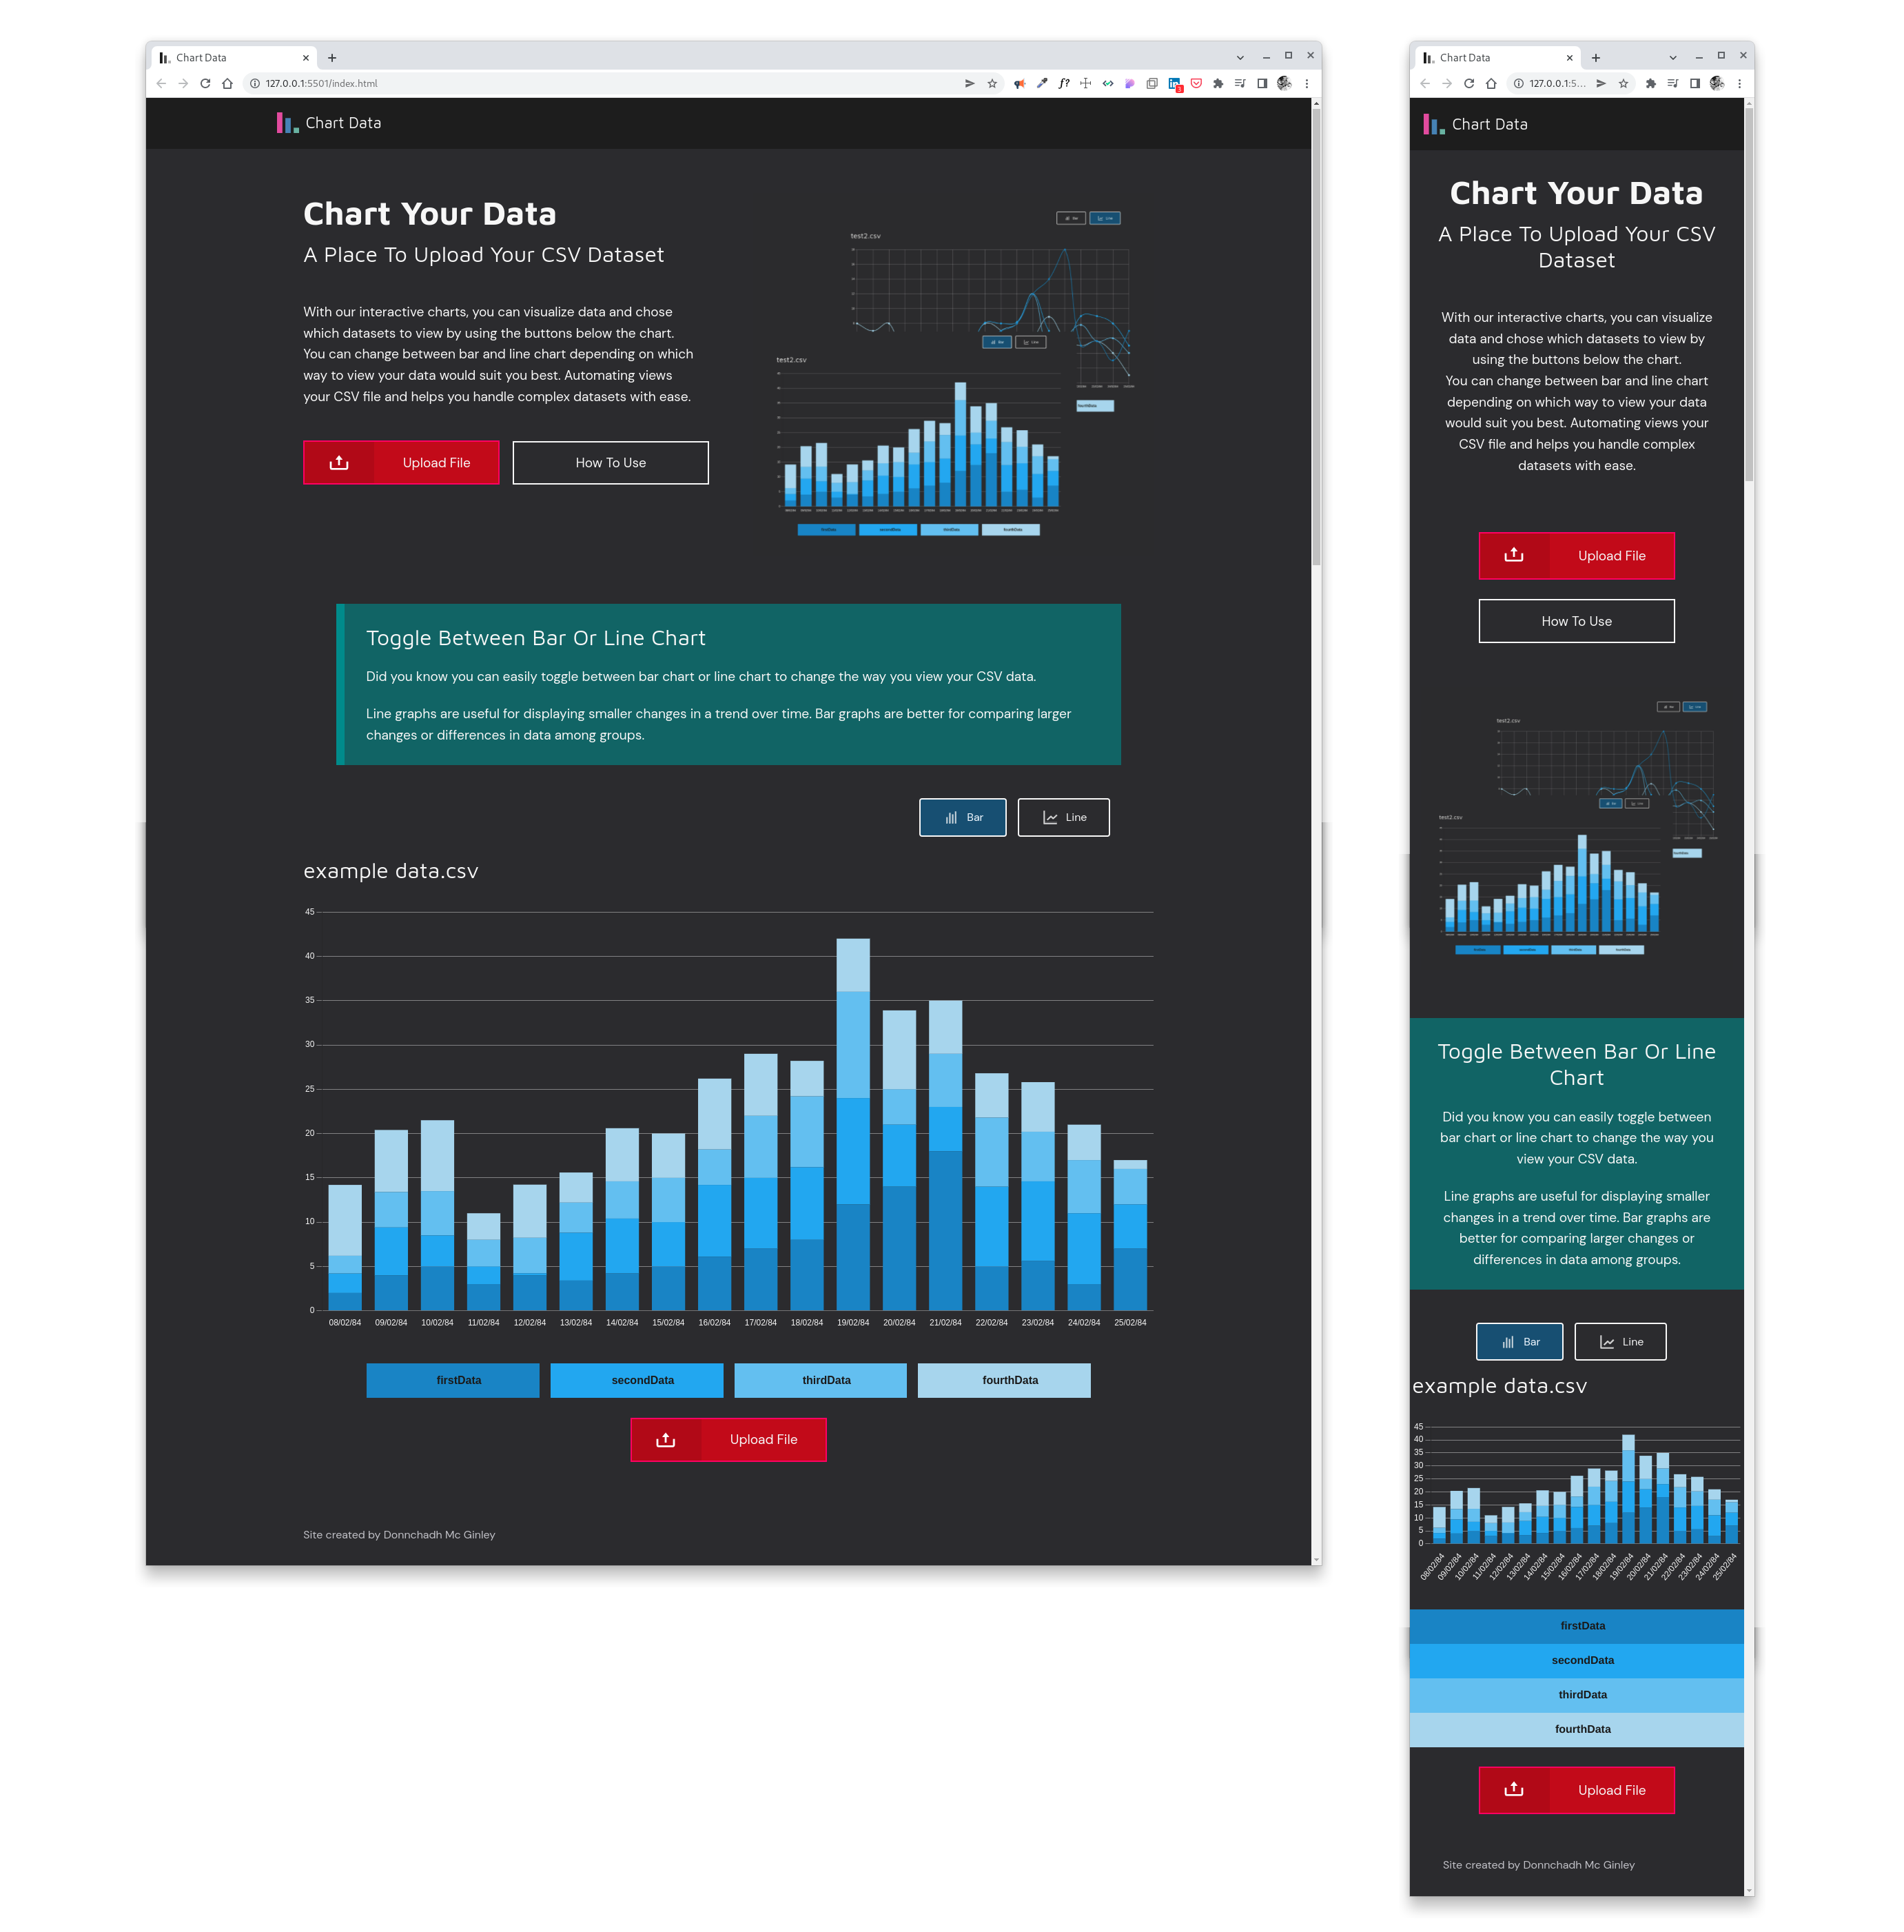 Chart Data
127.0.0.1:5501/index.html
Chart Data
Chart Your Data
A Place To Upload Your CSV Dataset
With our interactive charts, you can visualize data and chose
which datasets to view by using the buttons below the chart.
You can change between bar and line chart depending on which
way to view your data would suit you best. Automating views
your CSV file and helps you handle complex datasets with ease.
Upload File
How To Use
Bar
Line
test2.csv
Bar
Line
test2.csv
firstData
secondData
thirdData
fourthData
Toggle Between Bar Or Line Chart
Did you know you can easily toggle between bar chart or line chart to change the way you view your CSV data.
Line graphs are useful for displaying smaller changes in a trend over time. Bar graphs are better for comparing larger
changes or differences in data among groups.
Bar
Line
example data.csv
45
40
35
30
25
20
15
10
5
0
08/02/84 09/02/84 10/02/84 11/02/84 12/02/84 13/02/84 14/02/84 15/02/84 16/02/84 17/02/84 18/02/84 19/02/84 20/02/84 21/02/84 22/02/84 23/02/84 24/02/84 25/02/84
firstData
secondData
thirdData
fourthData
Upload File
Site created by Donnchadh Mc Ginley
Chart Data
127.0.0.1:5...
Chart Data
Chart Your Data
A Place To Upload Your CSV
Dataset
With our interactive charts, you can visualize
data and chose which datasets to view by
using the buttons below the chart.
You can change between bar and line chart
depending on which way to view your data
would suit you best. Automating views your
CSV file and helps you handle complex
datasets with ease.
Upload File
How To Use
test2.csv
test2.csv
Toggle Between Bar Or Line
Chart
Did you know you can easily toggle between
bar chart or line chart to change the way you
view your CSV data.
Line graphs are useful for displaying smaller
changes in a trend over time. Bar graphs are
better for comparing larger changes or
differences in data among groups.
Bar
Line
example data.csv
45
40
35
30
25
20
15
10
5
0
08/02/84 09/02/84 10/02/84 11/02/84 12/02/84 13/02/84 14/02/84 15/02/84 16/02/84 17/02/84 18/02/84 19/02/84 20/02/84 21/02/84 22/02/84 23/02/84 24/02/84 25/02/84
firstData
secondData
thirdData
fourthData
Upload File
Site created by Donnchadh Mc Ginley